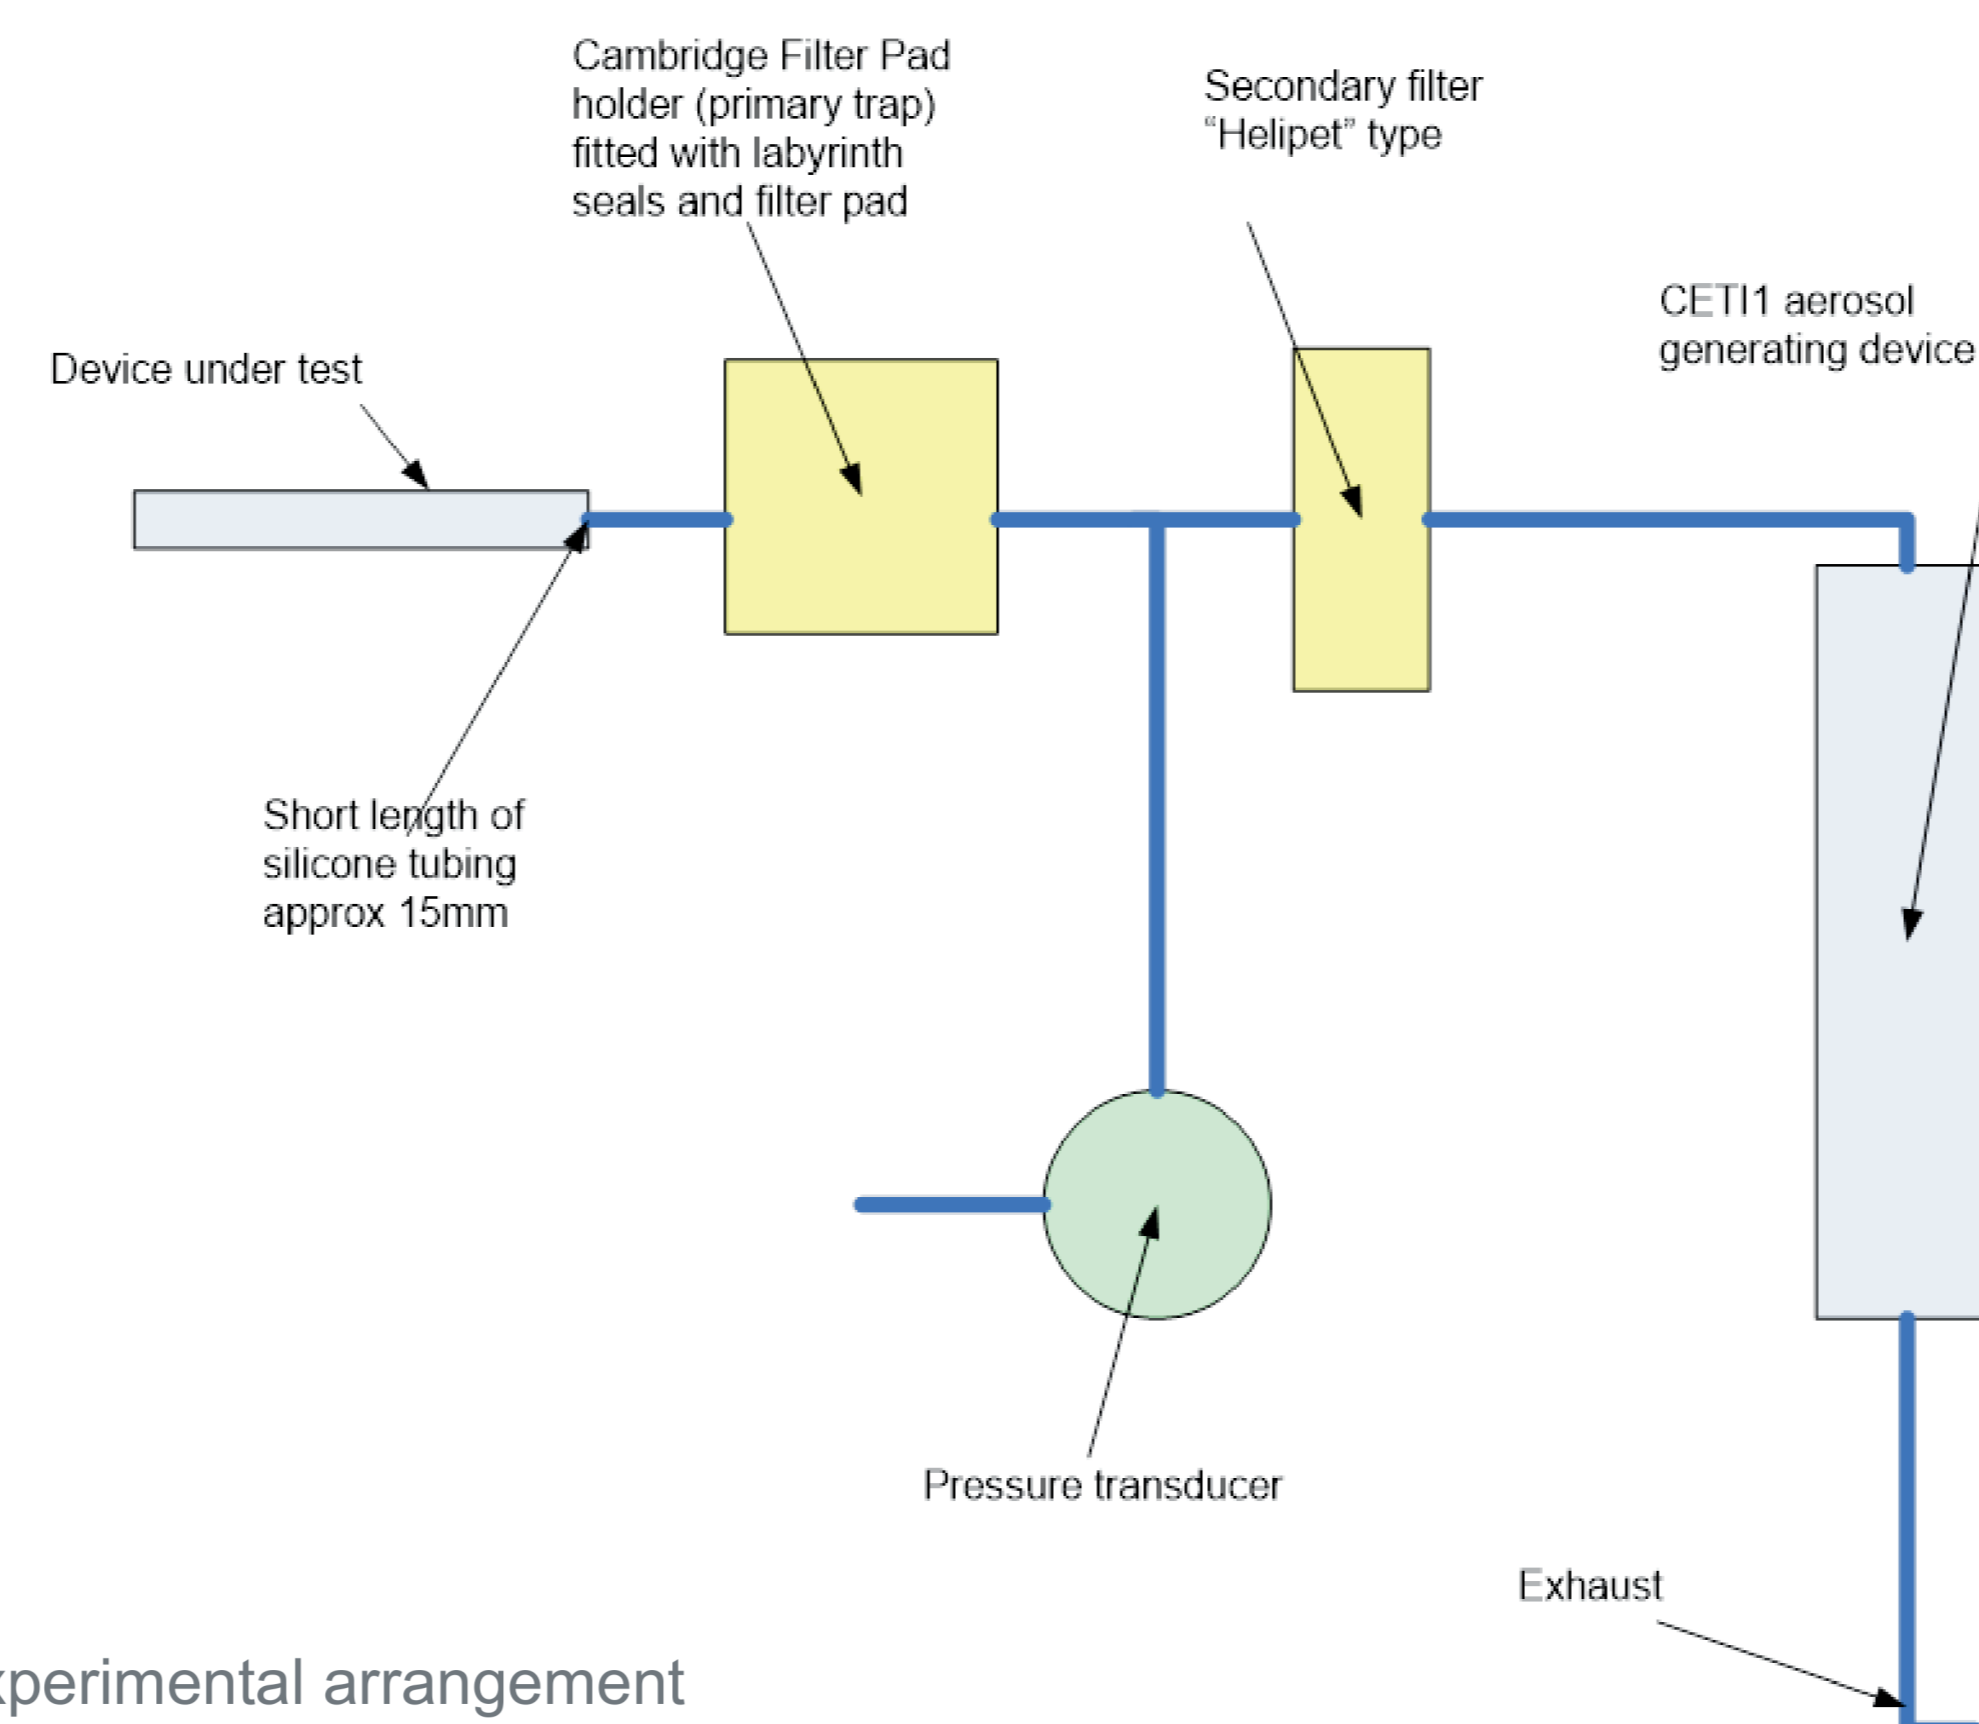 Cambridge Filter Pad
holder (primary trap)
fitted with labyrinth
seals and filter pad
Secondary filter
“Helipet” type
CETI1 aerosol
generating device
Device under test
Short length of
silicone tubing
approx 15mm
Pressure transducer
Exhaust
xperimental arrangement